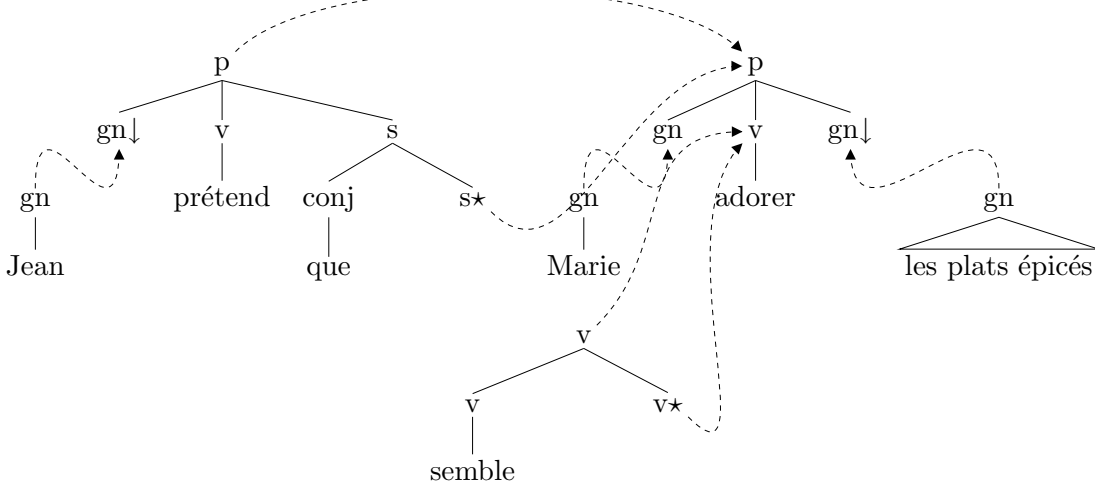 p p
gn↓ v s gn v gn↓
gn prétend conj s⋆ gn adorer gn
Jean que Marie les plats épicés
v
v v⋆
semble